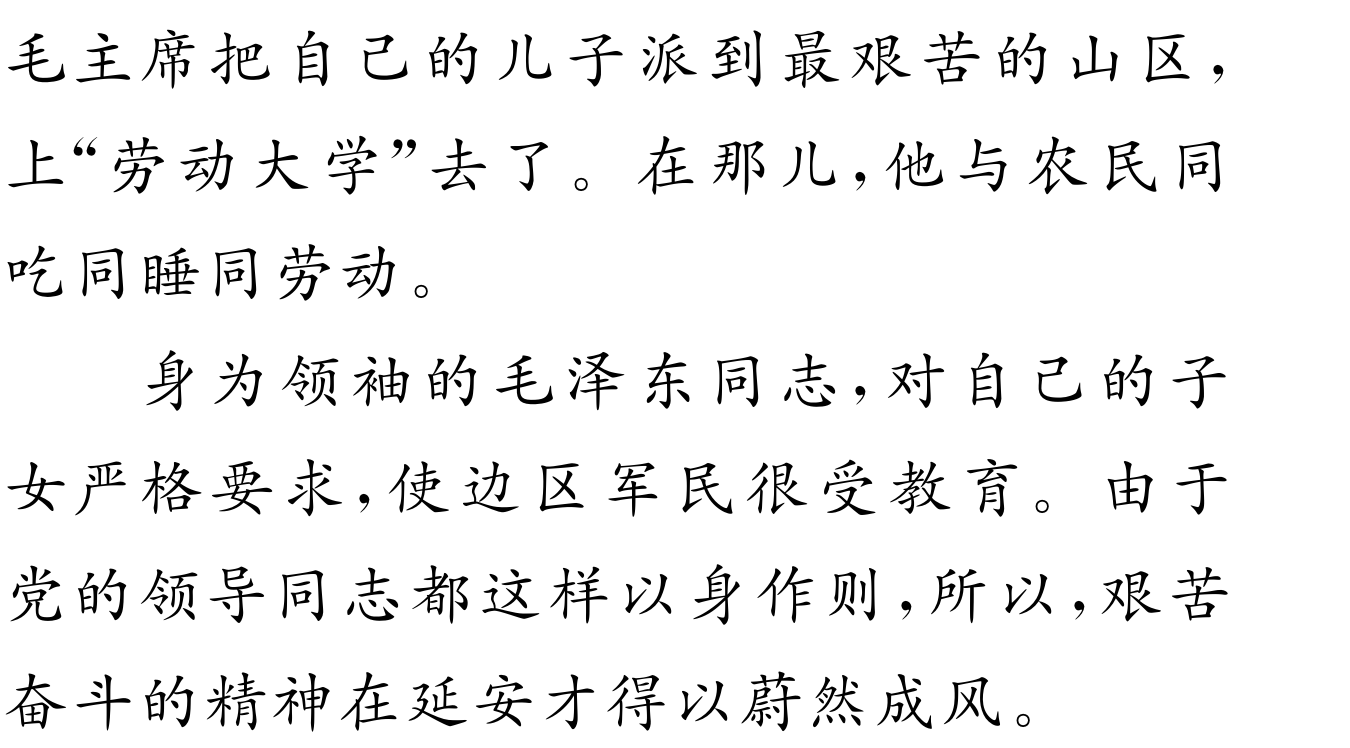 毛主席把自己的儿子派到最艰苦的山区，
上“劳动大学”去了。在那儿，他与农民同
吃同睡同劳动。
身为领袖的毛泽东同志，对自己的子
女严格要求，使边区军民很受教育。由于
党的领导同志都这样以身作则，所以，艰苦
奋斗的精神在延安才得以蔚然成风。